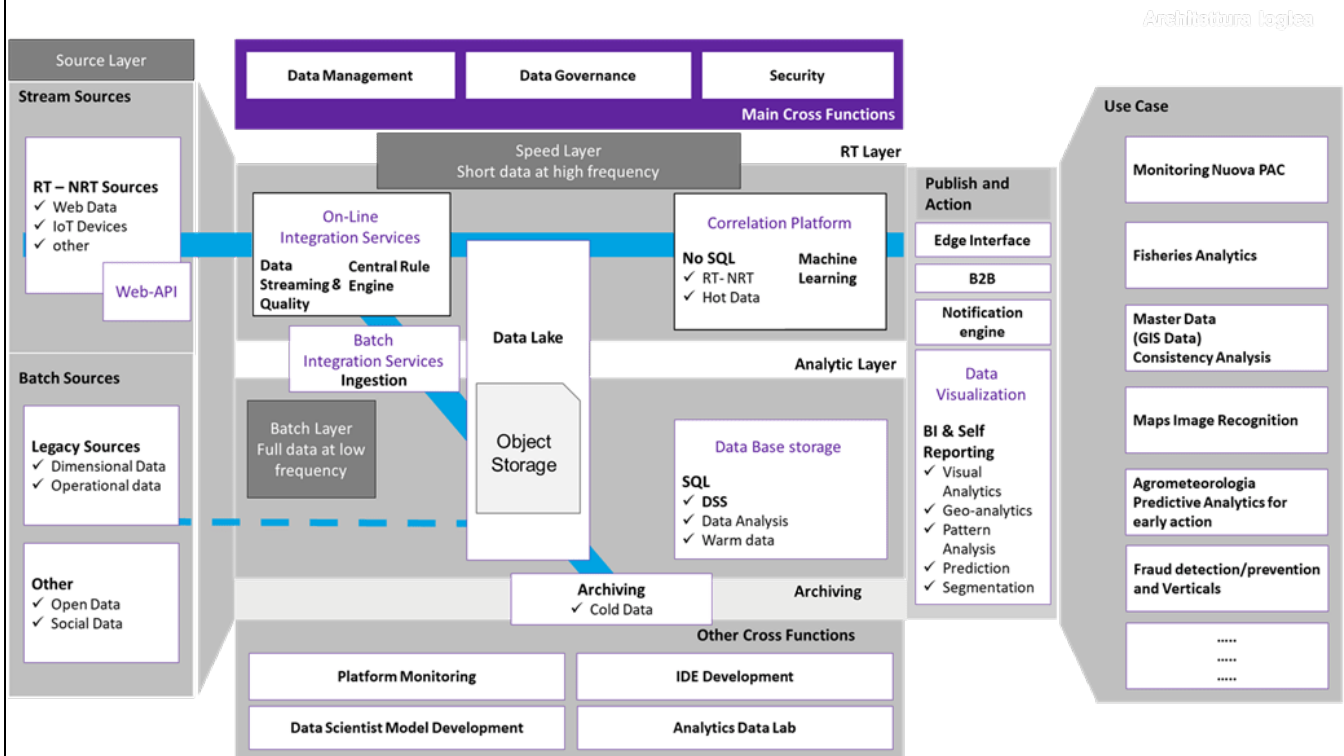 Architettura logica
Source Layer
Stream Sources
RT – NRT Sources
✓ Web Data
✓ IoT Devices
✓ other
Web-API
Batch Sources
Legacy Sources
✓ Dimensional Data
✓ Operational data
Other
✓ Open Data
✓ Social Data
Data Management
Data Governance
Security
Main Cross Functions
Speed Layer
Short data at high frequency
RT Layer
On-Line
Integration Services
Data
Streaming &
Quality
Central Rule
Engine
Batch
Integration Services
Ingestion
Batch Layer
Full data at low
frequency
Data Lake
Object
Storage
Correlation Platform
No SQL
✓ RT- NRT
✓ Hot Data
Machine
Learning
Analytic Layer
Data Base storage
SQL
✓ DSS
✓ Data Analysis
✓ Warm data
Archiving
✓ Cold Data
Archiving
Other Cross Functions
Platform Monitoring
IDE Development
Data Scientist Model Development
Analytics Data Lab
Publish and
Action
Edge Interface
B2B
Notification
engine
Data
Visualization
BI & Self
Reporting
✓ Visual
Analytics
✓ Geo-analytics
✓ Pattern
Analysis
✓ Prediction
✓ Segmentation
Use Case
Monitoring Nuova PAC
Fisheries Analytics
Master Data
(GIS Data)
Consistency Analysis
Maps Image Recognition
Agrometeorologia
Predictive Analytics for
early action
Fraud detection/prevention
and Verticals
.....
.....
.....